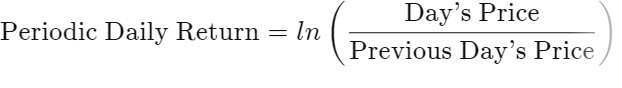 Periodic Daily Return = ln ( Day’s Price / Previous Day’s Price )